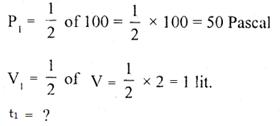 P₁ = 1/2 of 100 = 1/2 × 100 = 50 Pascal
V₁ = 1/2 of V = 1/2 × 2 = 1 lit.
t₁ = ?